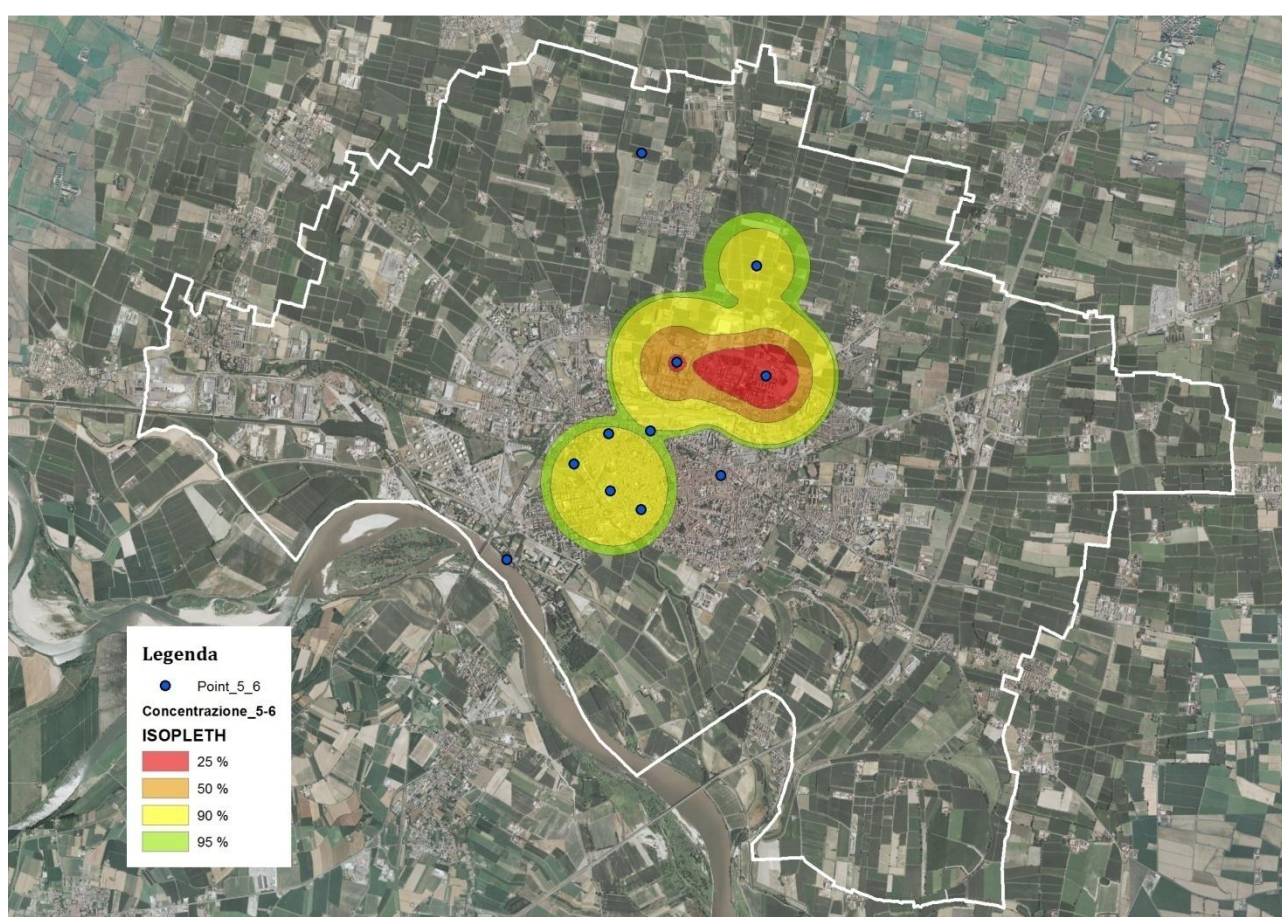 Legenda
Point_5_6
Concentrazione_5-6
ISOPLETH
25 %
50 %
90 %
95 %